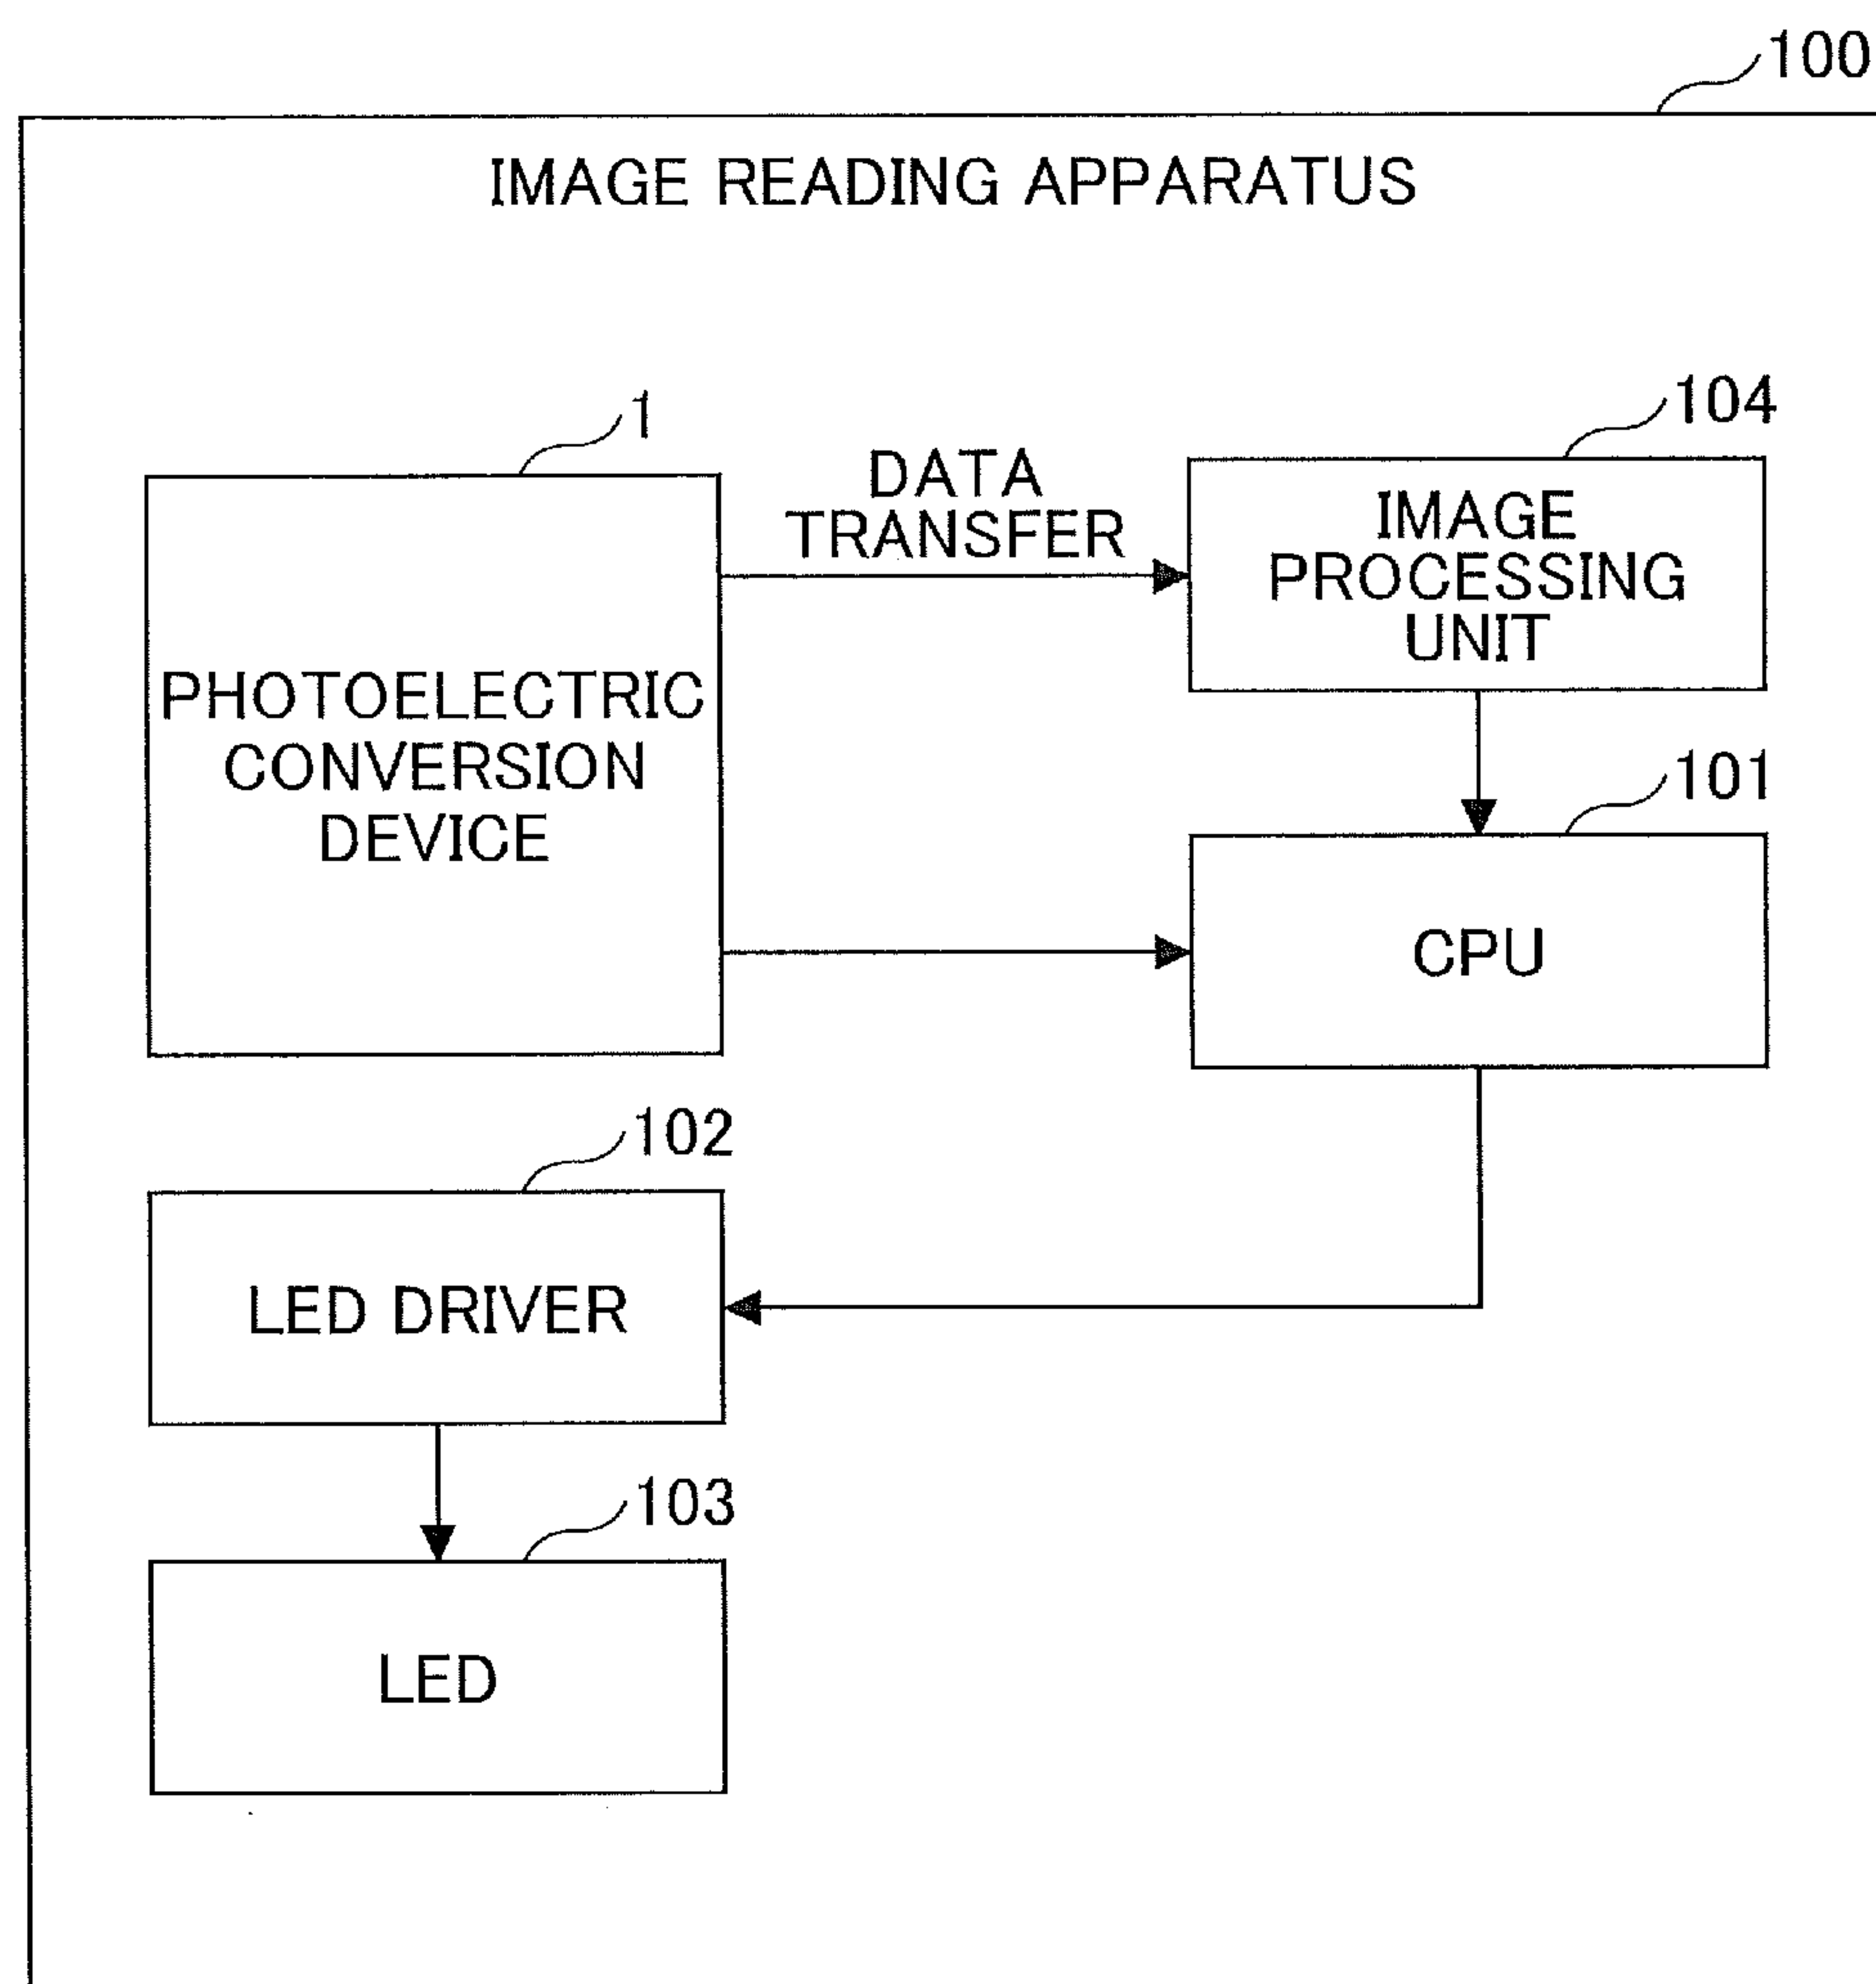 100
IMAGE READING APPARATUS
1
DATA
TRANSFER
104
IMAGE
PROCESSING
UNIT
PHOTOELECTRIC
CONVERSION
DEVICE
101
CPU
102
LED DRIVER
103
LED